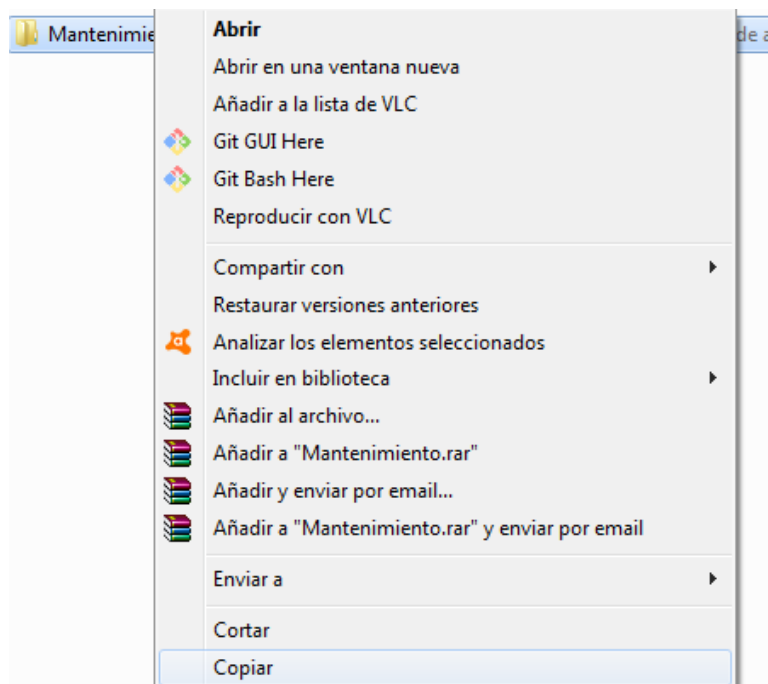 Mantenimie
de a
Abrir
Abrir en una ventana nueva
Añadir a la lista de VLC
Git GUI Here
Git Bash Here
Reproducir con VLC
Compartir con
Restaurar versiones anteriores
Analizar los elementos seleccionados
Incluir en biblioteca
Añadir al archivo...
Añadir a "Mantenimiento.rar"
Añadir y enviar por email...
Añadir a "Mantenimiento.rar" y enviar por email
Enviar a
Cortar
Copiar